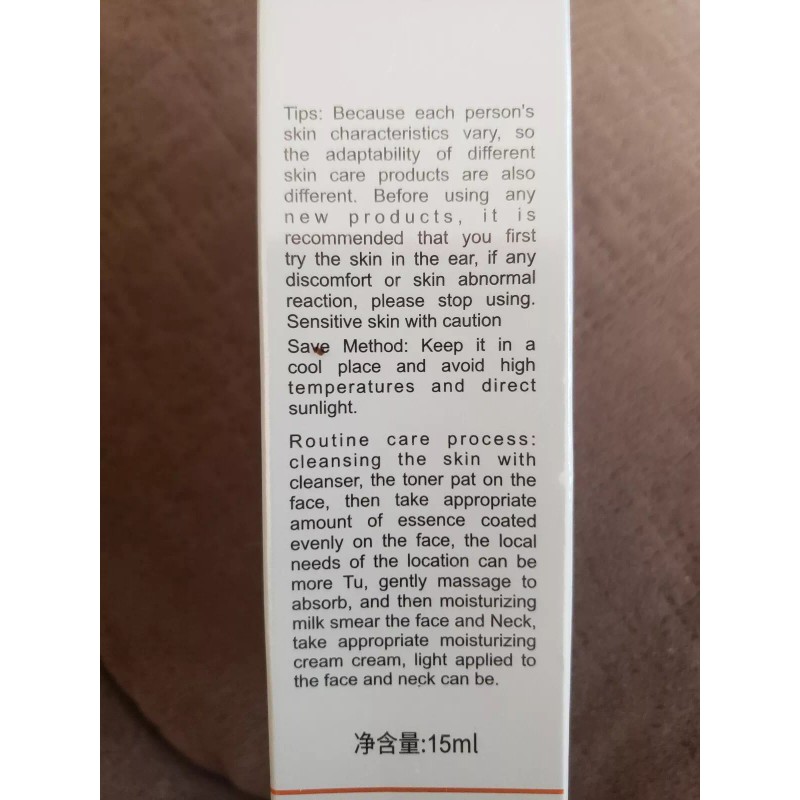 Tips: Because each person's
skin characteristics vary, so
the adaptability of different
skin care products are also
different. Before using any
new products, it is
recommended that you first
try the skin in the ear, if any
discomfort or skin abnormal
reaction, please stop using.
Sensitive skin with caution
Save Method: Keep it in a
cool place and avoid high
temperatures and direct
sunlight.
Routine care process:
cleansing the skin with
cleanser, the toner pat on the
face, then take appropriate
amount of essence coated
evenly on the face, the local
needs of the location can be
more Tu, gently massage to
absorb, and then moisturizing
milk smear the face and Neck,
take appropriate moisturizing
cream cream, light applied to
the face and neck can be.
净含量:15ml